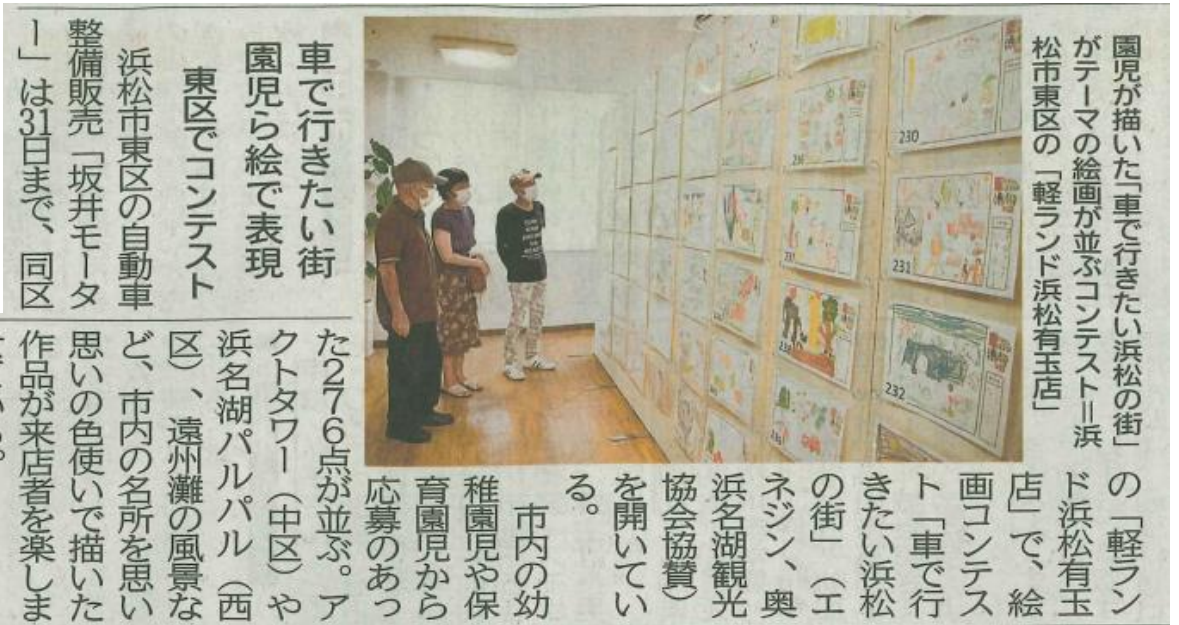 園児が描いた「車で行きたい浜松の街」
がテーマの絵画が並ぶコンテスト＝浜
松市東区の「軽ランド浜松有玉店」
230
231
232
車で行きたい街
園児ら絵で表現
東区でコンテスト
浜松市東区の自動車
整備販売「坂井モータ
ー」は31日まで、同区
の「軽ラン
ド浜松有玉
店」で、絵
画コンテス
ト「車で行
きたい浜松
の街」（エ
ネジン、奥
浜名湖観光
協会協賛）
を開いてい
る。
市内の幼
稚園児や保
育園児から
応募のあっ
た276点が並ぶ。ア
クトタワー（中区）や
浜名湖パルパル（西
区）、遠州灘の風景な
ど、市内の名所を思い
思いの色使いで描いた
作品が来店者を楽しま